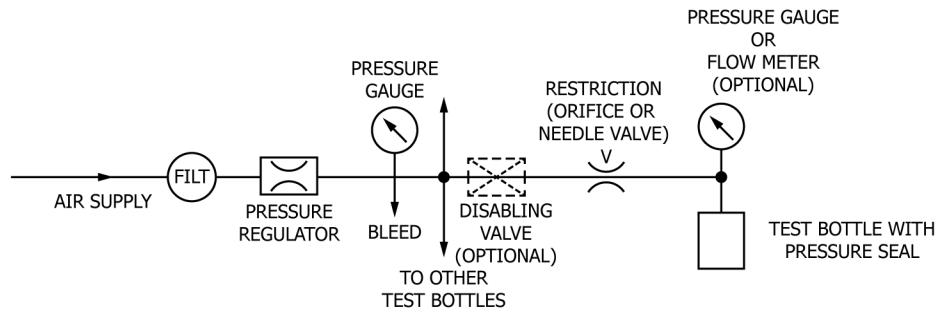 PRESSURE GAUGE
OR
FLOW METER
(OPTIONAL)
PRESSURE
GAUGE
RESTRICTION
(ORIFICE OR
NEEDLE VALVE)
V
FILT
AIR SUPPLY
PRESSURE
REGULATOR
BLEED
DISABLING
VALVE
(OPTIONAL)
TO OTHER
TEST BOTTLES
TEST BOTTLE WITH
PRESSURE SEAL